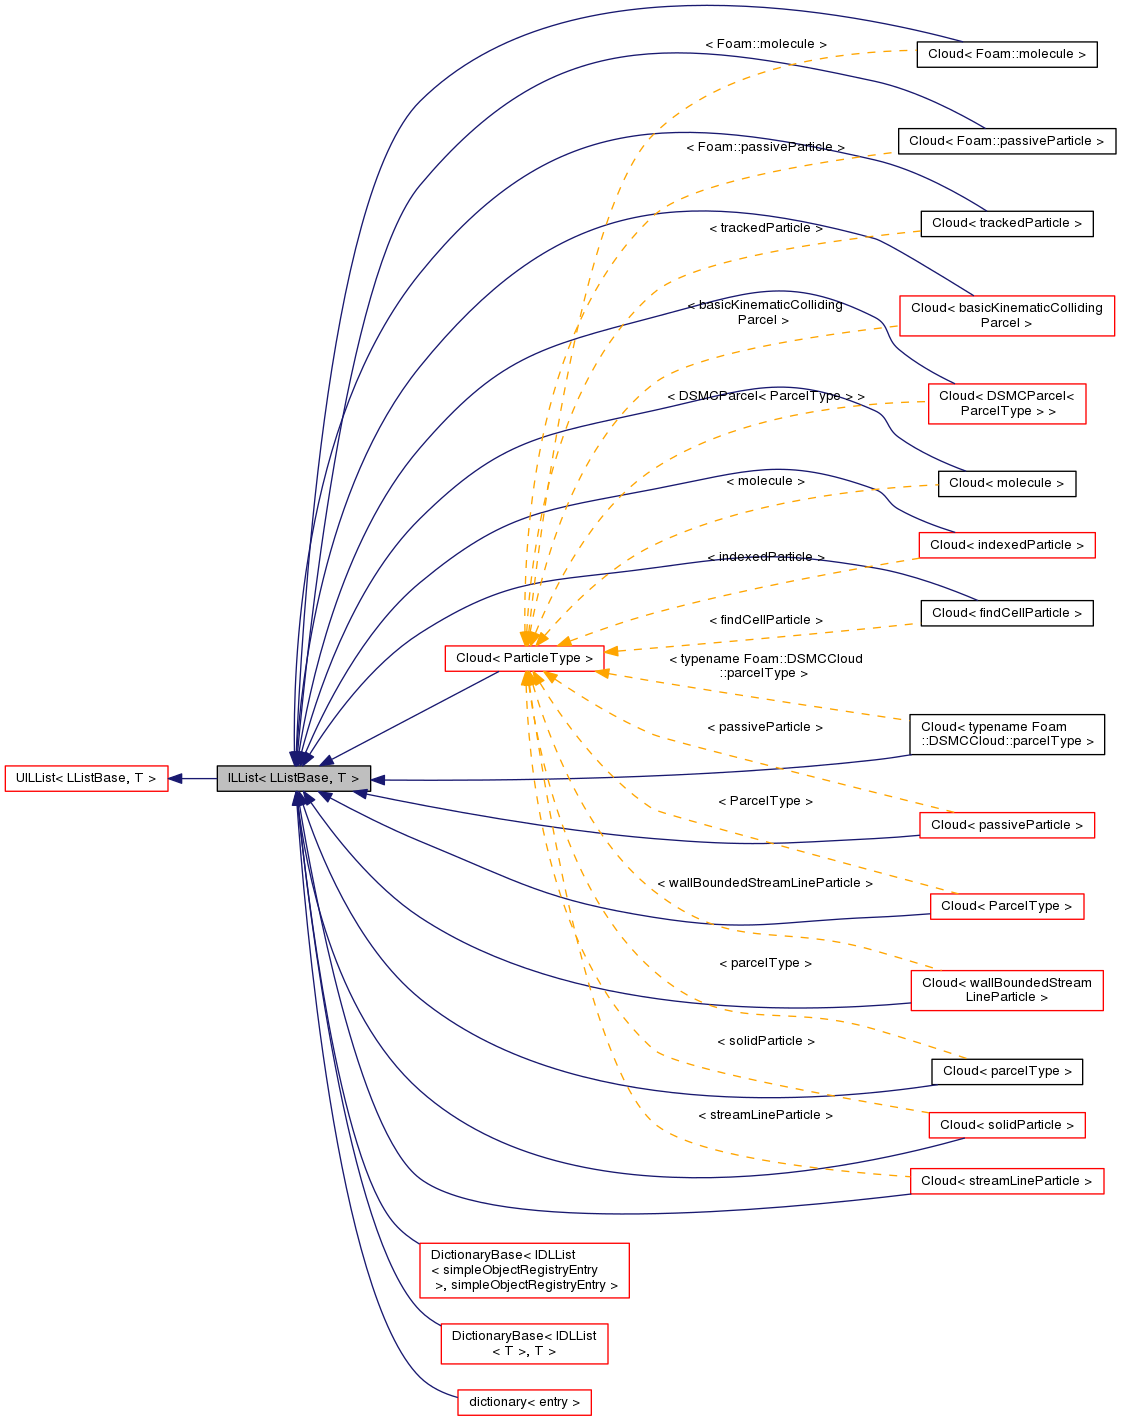 < Foam::molecule >
Cloud< Foam::molecule >
< Foam::passiveParticle >
Cloud< Foam::passiveParticle >
< trackedParticle >
Cloud< trackedParticle >
< basicKinematicColliding
Parcel >
Cloud< basicKinematicColliding
Parcel >
< DSMCParcel< ParcelType > >
Cloud< DSMCParcel<
ParcelType > >
< molecule >
Cloud< molecule >
< indexedParticle >
Cloud< indexedParticle >
< findCellParticle >
Cloud< findCellParticle >
Cloud< ParticleType >
< typename Foam::DSMCCloud
::parcelType >
Cloud< typename Foam
::DSMCCloud::parcelType >
UILList< LListBase, T >
ILList< LListBase, T >
< passiveParticle >
Cloud< passiveParticle >
< ParcelType >
Cloud< ParcelType >
< wallBoundedStreamLineParticle >
Cloud< wallBoundedStream
LineParticle >
< parcelType >
Cloud< parcelType >
< solidParticle >
Cloud< solidParticle >
< streamLineParticle >
Cloud< streamLineParticle >
DictionaryBase< IDLList
< simpleObjectRegistryEntry
>, simpleObjectRegistryEntry >
DictionaryBase< IDLList
< T >, T >
dictionary< entry >